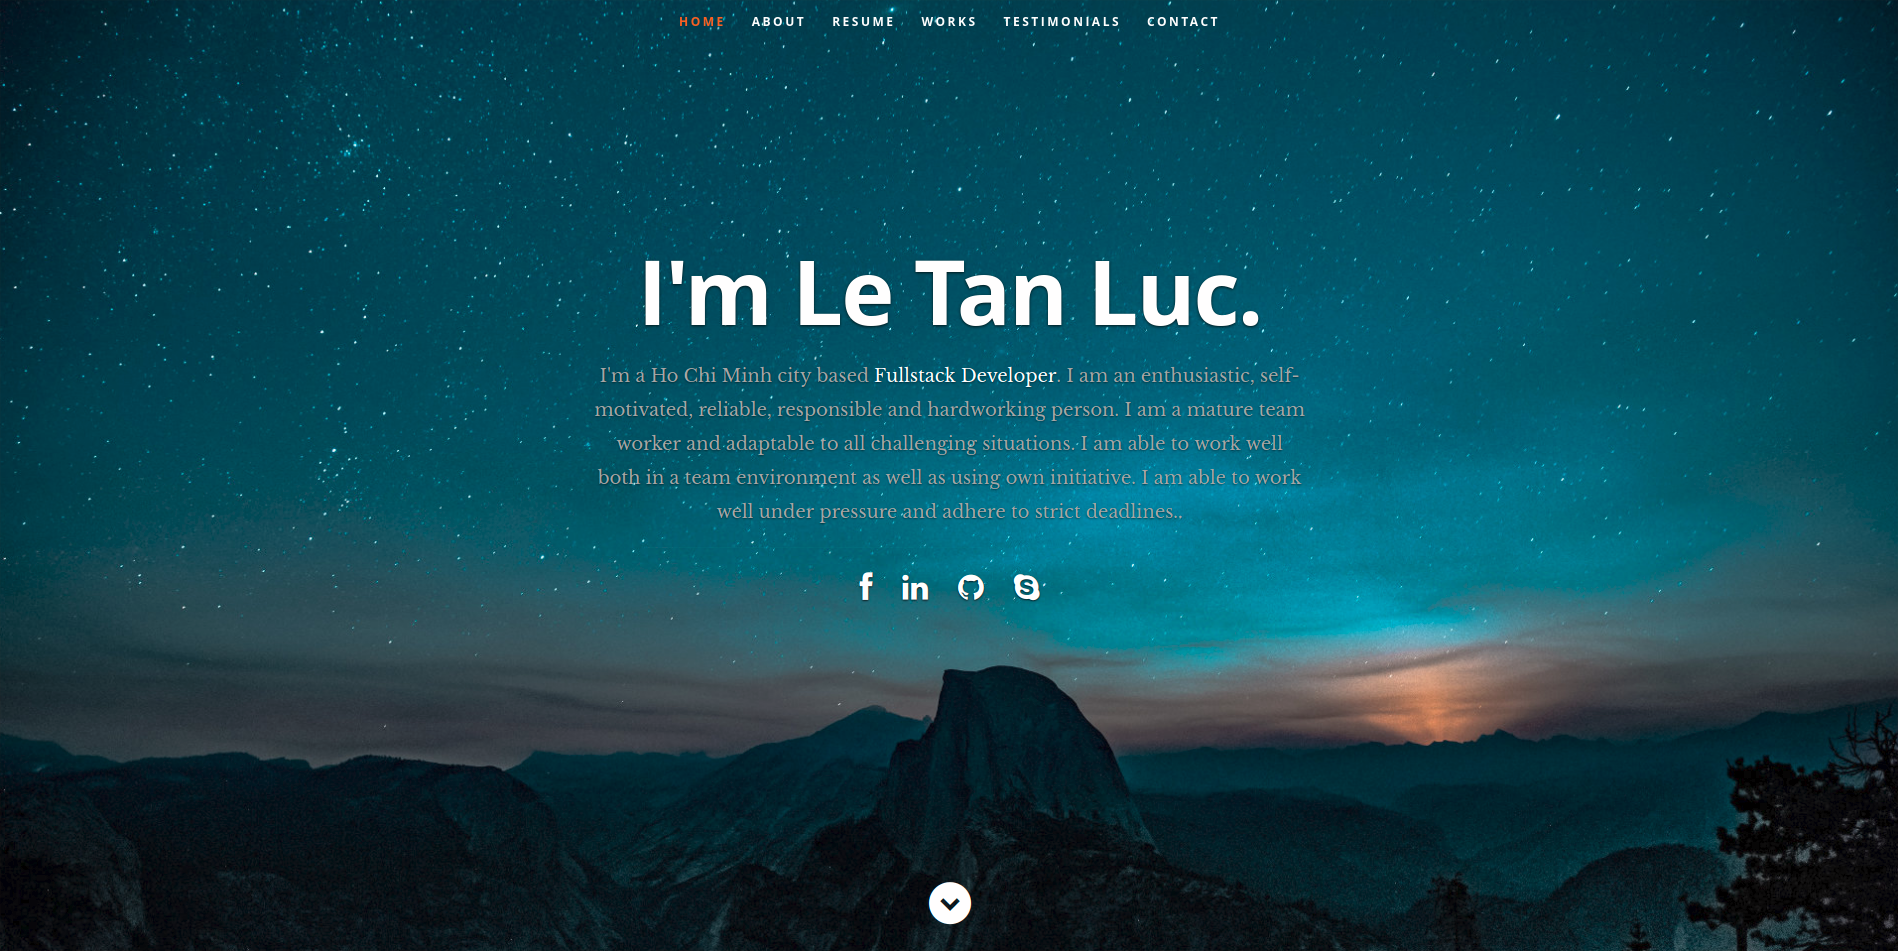 HOME ABOUT RESUME WORKS TESTIMONIALS CONTACT
I'm Le Tan Luc.
I'm a Ho Chi Minh city based Fullstack Developer. I am an enthusiastic, self-
motivated, reliable, responsible and hardworking person. I am a mature team
worker and adaptable to all challenging situations. I am able to work well
both in a team environment as well as using own initiative. I am able to work
well under pressure and adhere to strict deadlines..